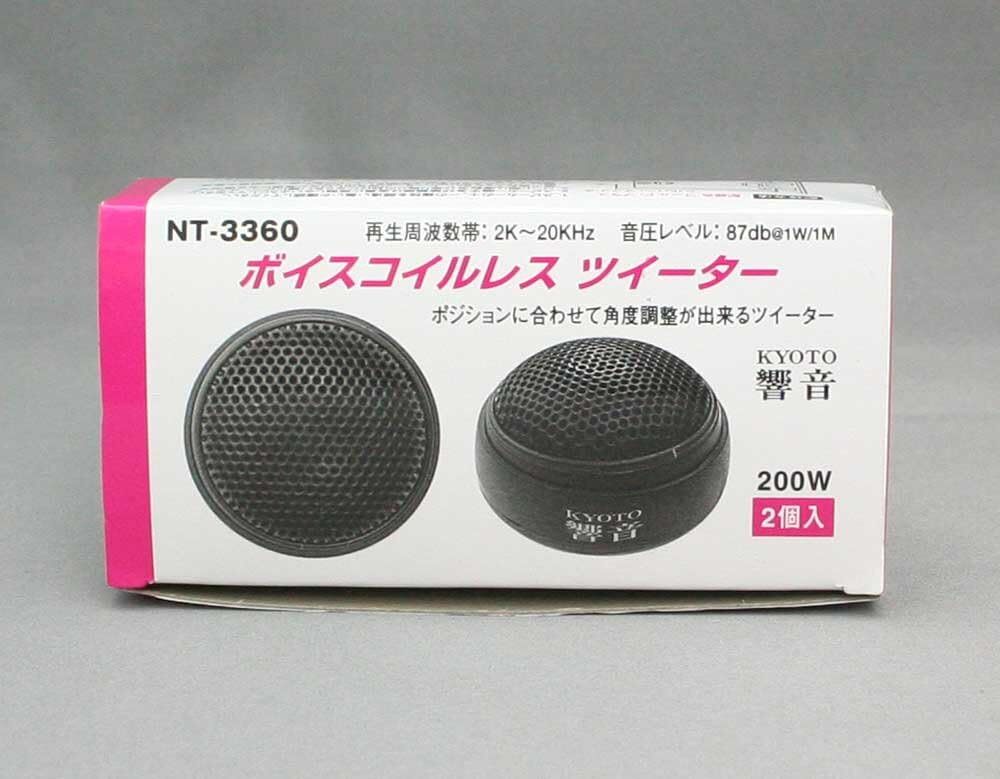 NT-3360 再生周波数帯：2K～20KHz 音圧レベル：87db@1W/1M
ボイスコイルレス ツイーター
ポジションに合わせて角度調整が出来るツイーター
KYOTO
響音
KYOTO
響音
200W
2個入